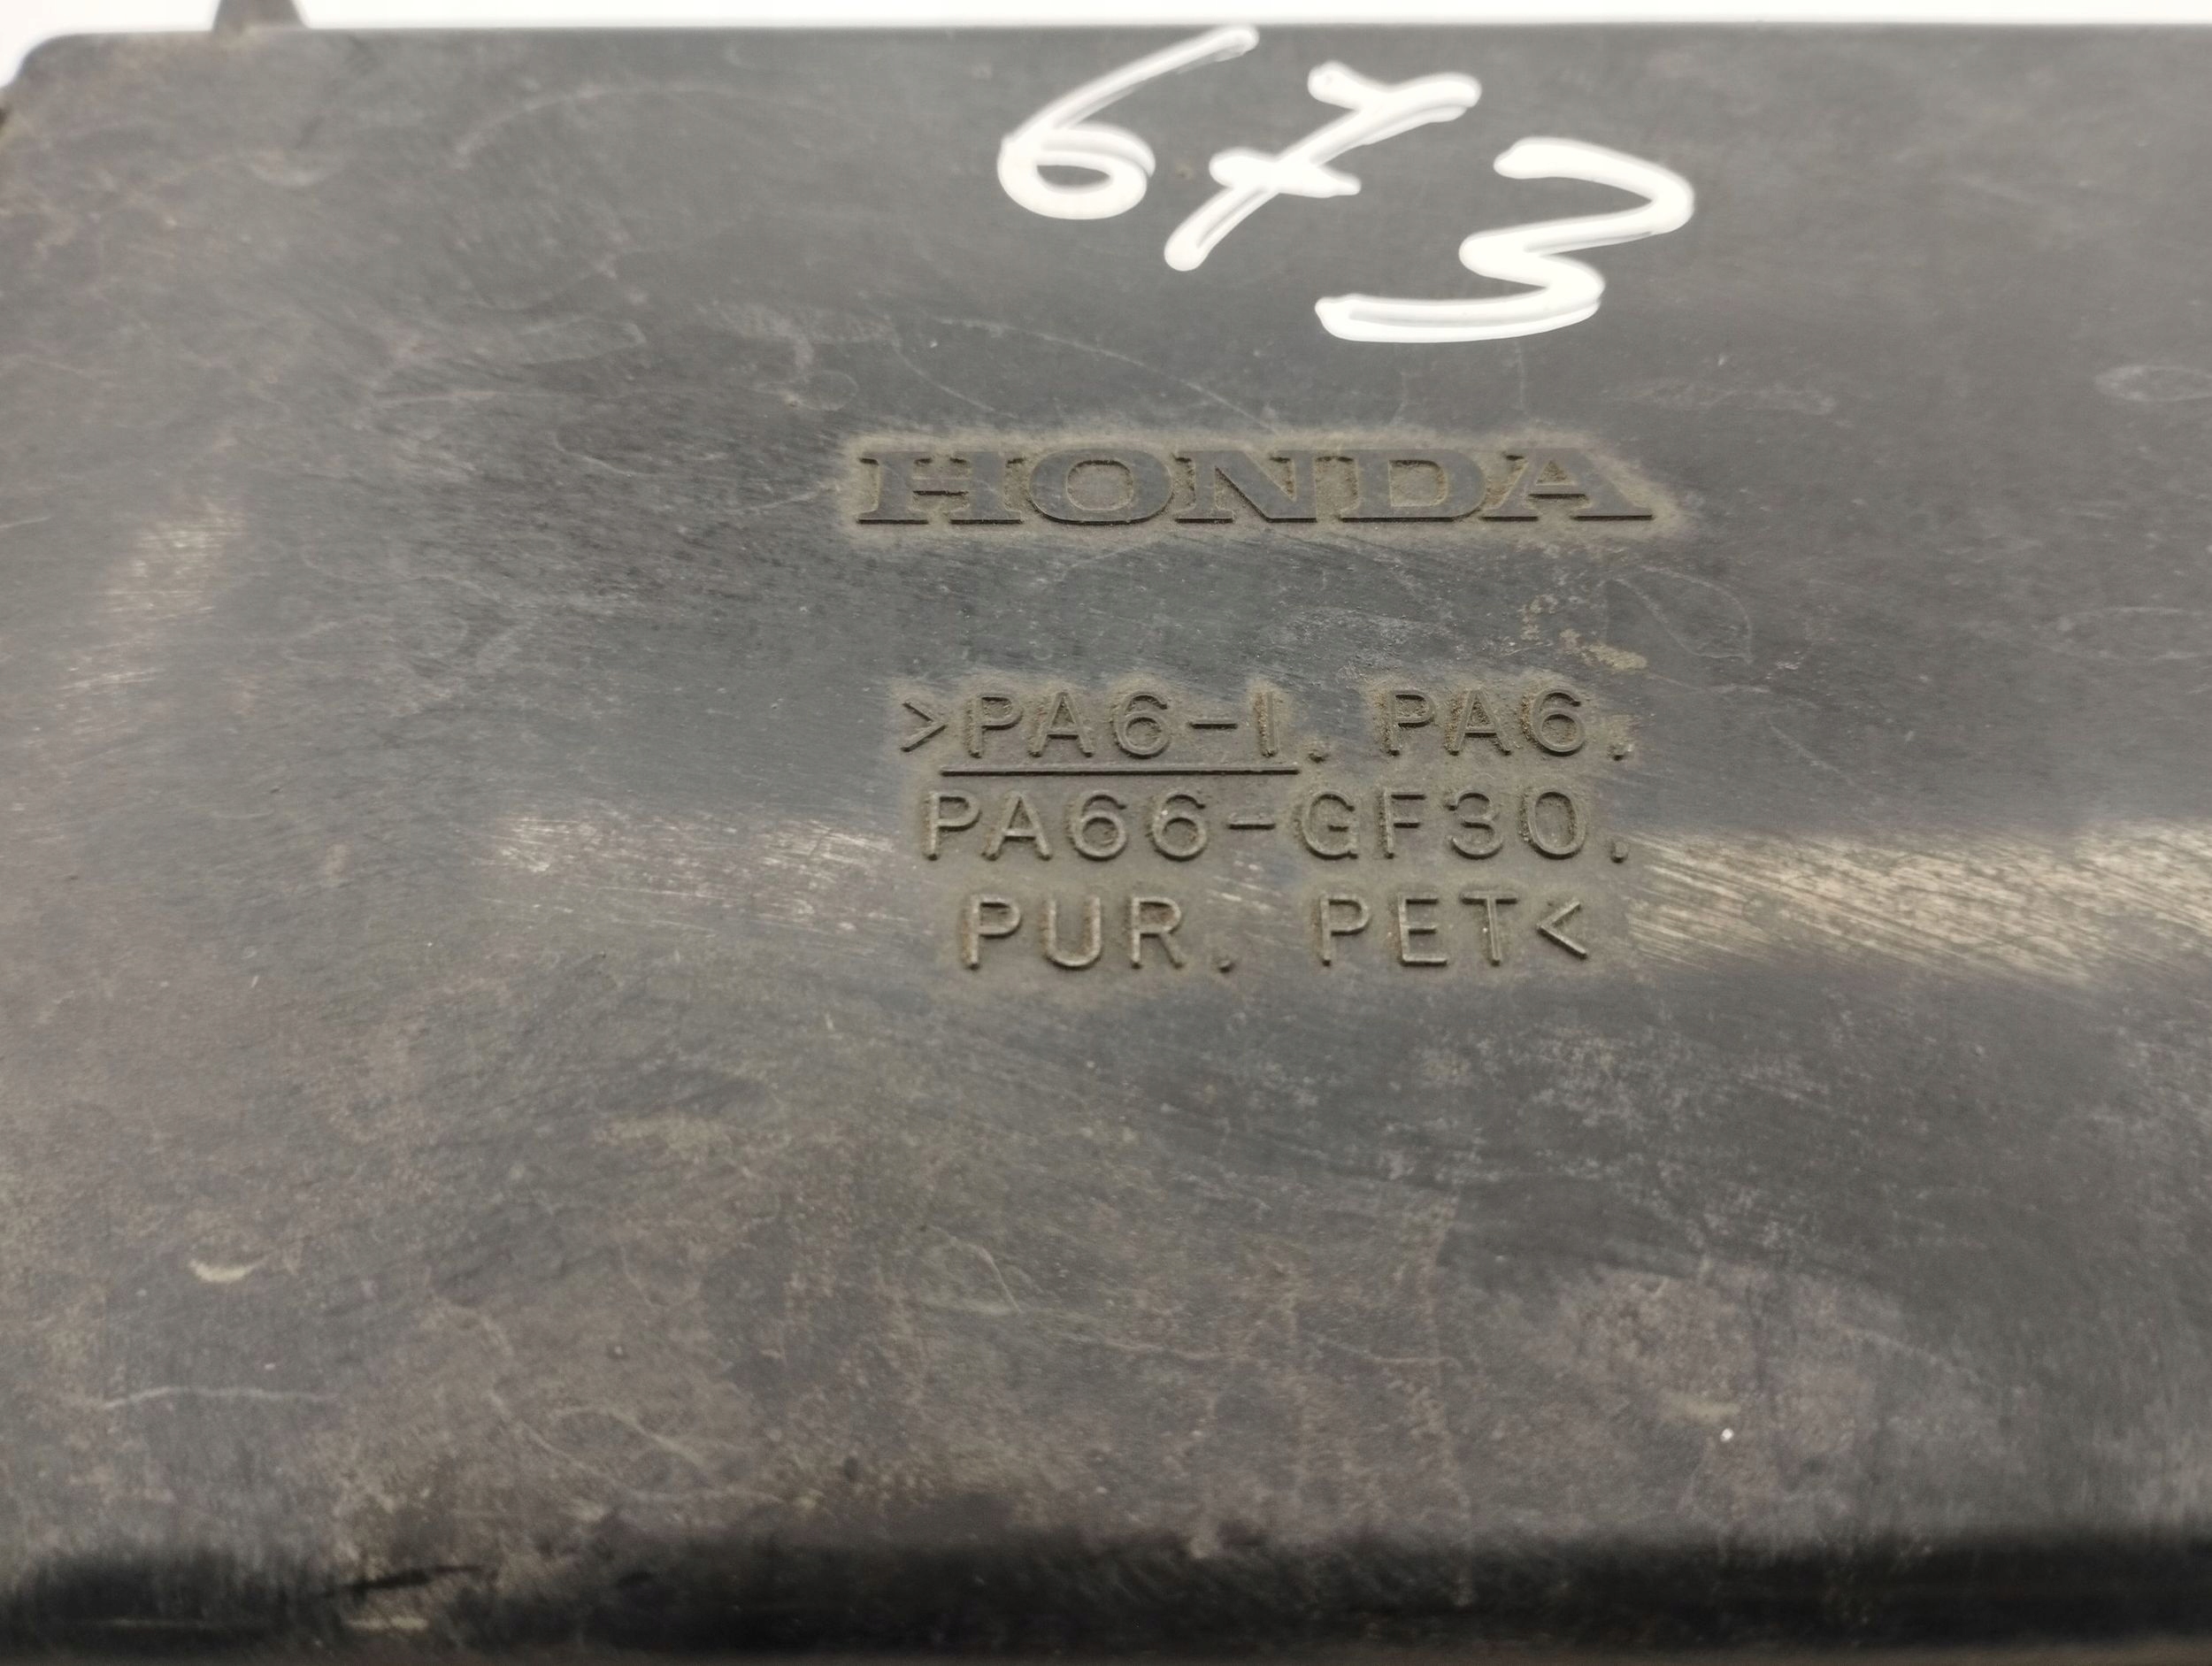 673
HONDA
>PA6-I. PA6.
PA66-GF30.
PUR. PET<